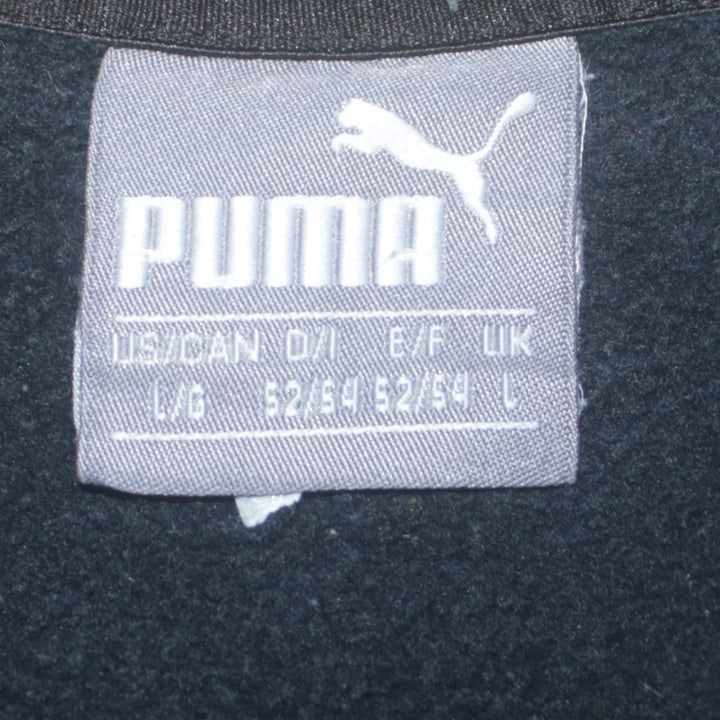 PUMA
US/CAN D/I E/F UK
L/G 52/54 52/54 L